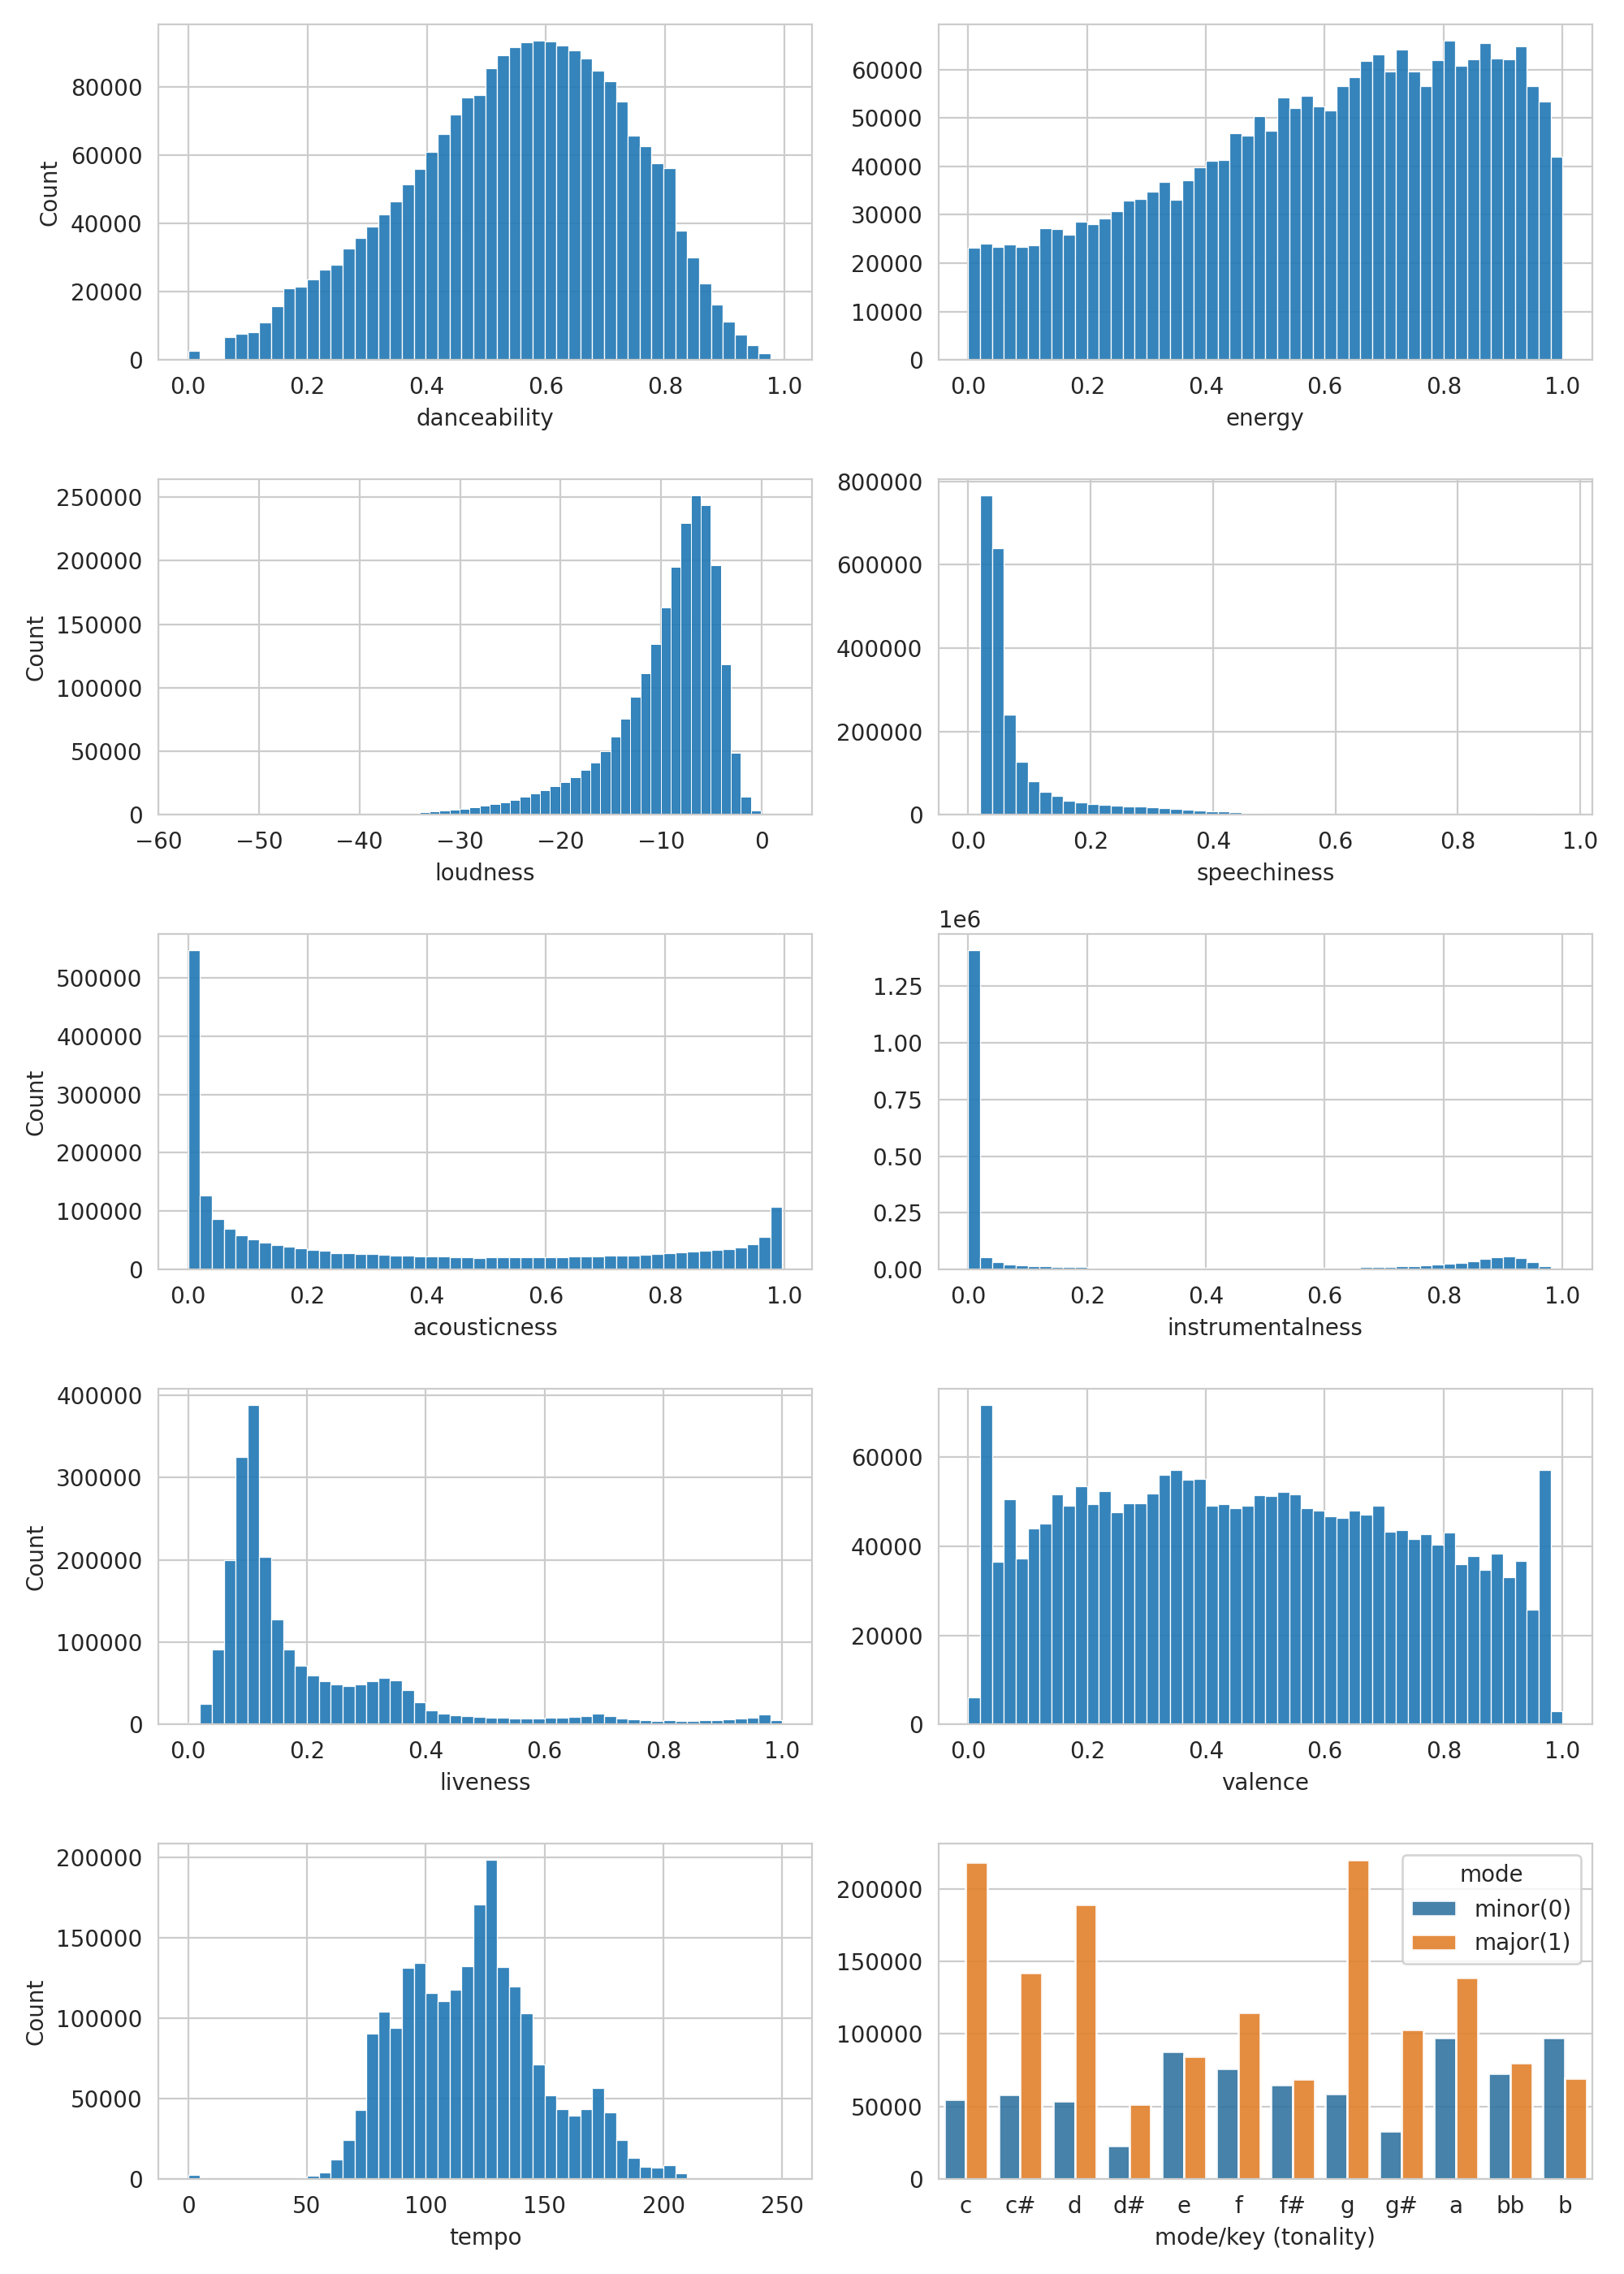 80000
60000
40000
20000
0
Count
0.0 0.2 0.4 0.6 0.8 1.0
danceability
60000
50000
40000
30000
20000
10000
0
0.0 0.2 0.4 0.6 0.8 1.0
energy
250000
200000
150000
100000
50000
0
Count
−60 −50 −40 −30 −20 −10 0
loudness
800000
600000
400000
200000
0
0.0 0.2 0.4 0.6 0.8 1.0
speechiness
500000
400000
300000
200000
100000
0
Count
0.0 0.2 0.4 0.6 0.8 1.0
acousticness
1e6
1.25
1.00
0.75
0.50
0.25
0.00
0.0 0.2 0.4 0.6 0.8 1.0
instrumentalness
400000
300000
200000
100000
0
Count
0.0 0.2 0.4 0.6 0.8 1.0
liveness
60000
40000
20000
0
0.0 0.2 0.4 0.6 0.8 1.0
valence
200000
150000
100000
50000
0
Count
0 50 100 150 200 250
tempo
200000
150000
100000
50000
0
mode
minor(0)
major(1)
c c# d d# e f f# g g# a bb b
mode/key (tonality)